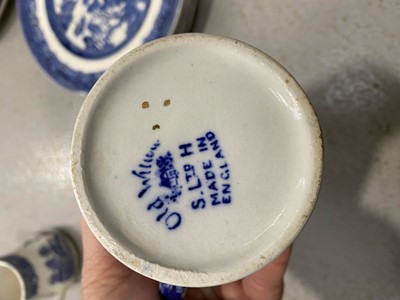 Old Willow
S. LTD H
MADE IN
ENGLAND